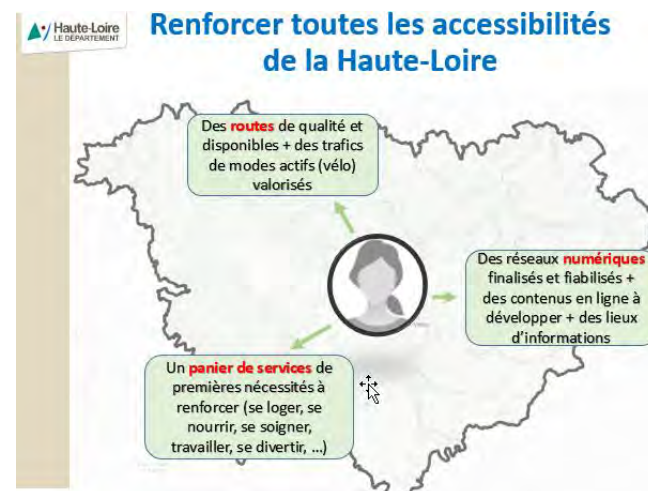 Haute-Loire
LE DÉPARTEMENT
Renforcer toutes les accessibilités
de la Haute-Loire
Des routes de qualité et
disponibles + des trafics
de modes actifs (vélo)
valorisés
Des réseaux numériques
finalisés et fiabilisés +
des contenus en ligne à
développer + des lieux
d'informations
Un panier de services de
premières nécessités à
renforcer (se loger, se
nourrir, se soigner,
travailler, se divertir, ...)